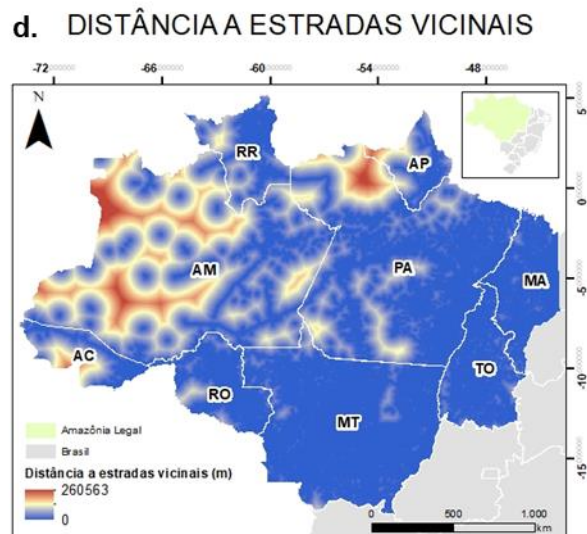 d. DISTÂNCIA A ESTRADAS VICINAIS
-72 -66 -60 -54 -48
N
5
0
-5
-10
-15
RR
AP
AM
PA
MA
AC
RO
MT
TO
Amazônia Legal
Brasil
Distância a estradas vicinais (m)
260563
0
0 500 1.000
km